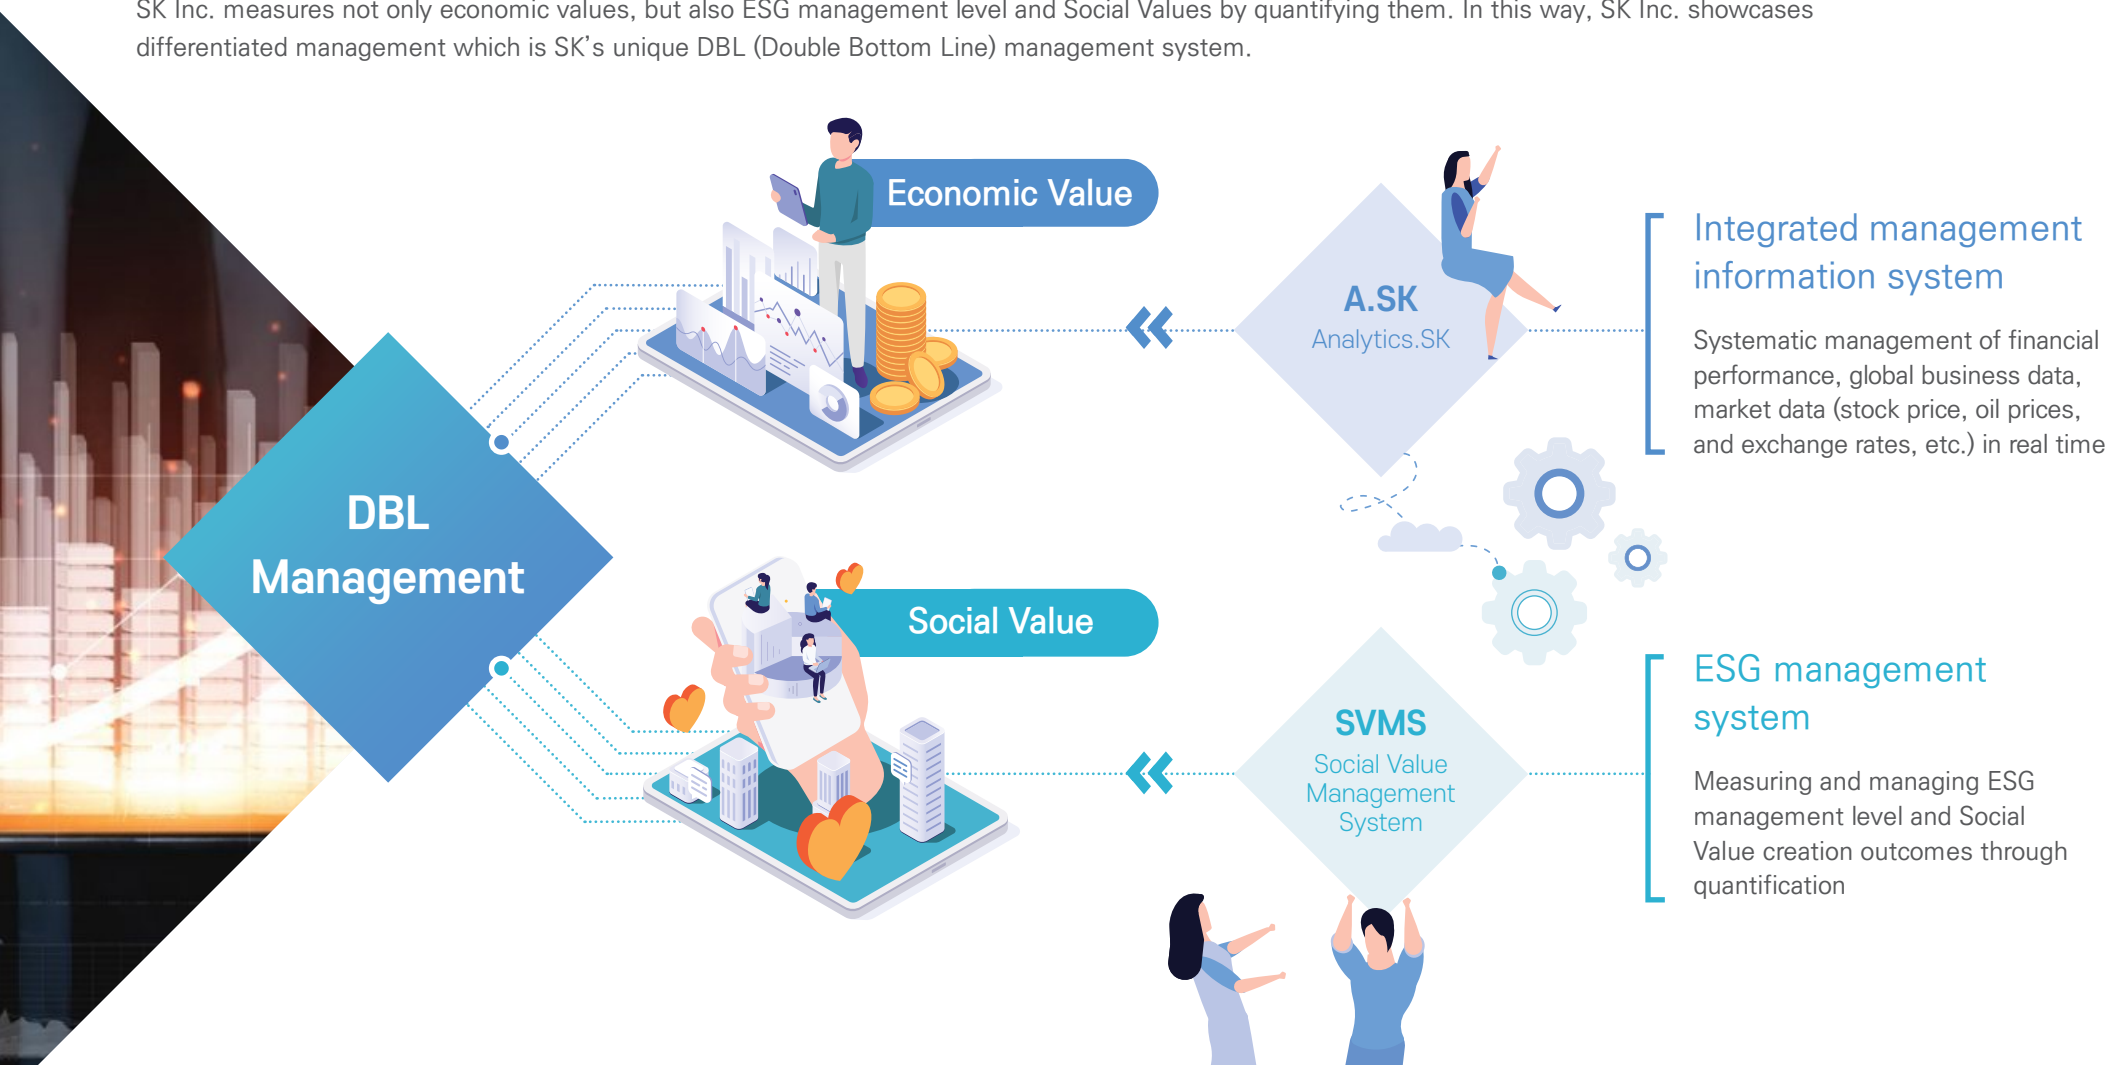 SK Inc. measures not only economic values, but also ESG management level and Social Values by quantifying them. In this way, SK Inc. showcases
differentiated management which is SK's unique DBL (Double Bottom Line) management system.
Economic Value
A.SK
Analytics.SK
Integrated management
information system
Systematic management of financial
performance, global business data,
market data (stock price, oil prices,
and exchange rates, etc.) in real time
DBL
Management
Social Value
SVMS
Social Value
Management
System
ESG management
system
Measuring and managing ESG
management level and Social
Value creation outcomes through
quantification